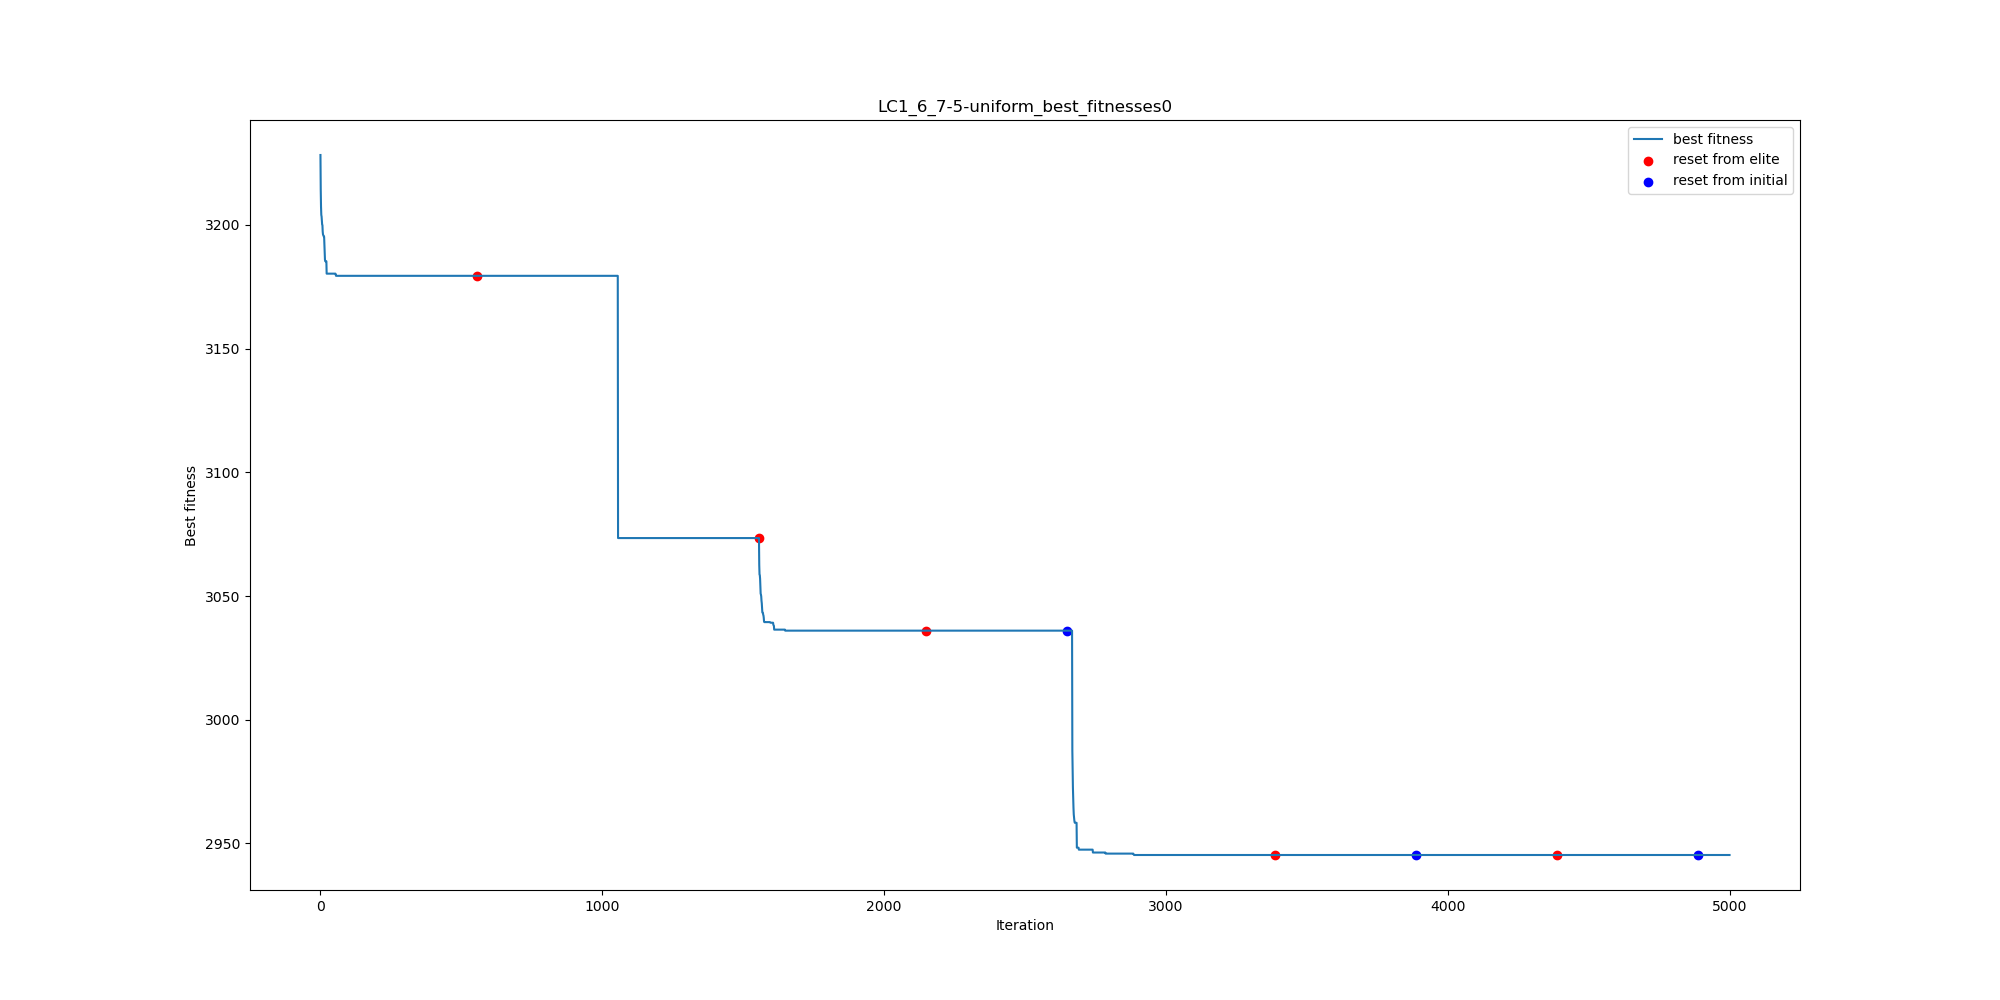 LC1_6_7-5-uniform_best_fitnesses0
best fitness
reset from elite
reset from initial
3200
3150
3100
3050
3000
2950
Best fitness
0
1000
2000
3000
4000
5000
Iteration